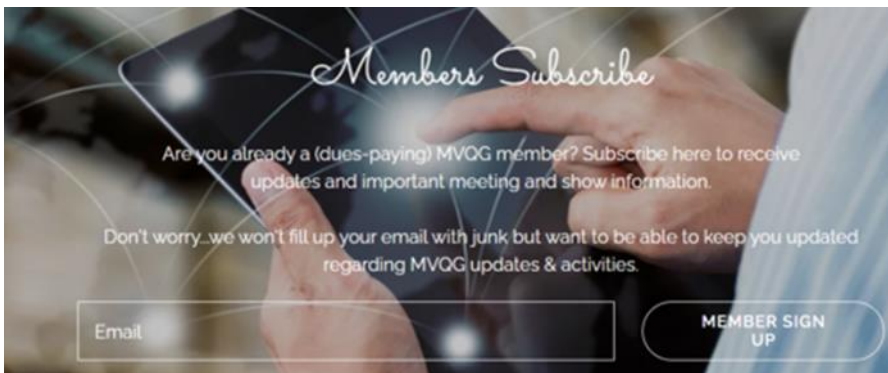 Members Subscribe
Are you already a (dues-paying) MVQG member? Subscribe here to receive
updates and important meeting and show information.
Don't worry...we won't fill up your email with junk but want to be able to keep you updated
regarding MVQG updates & activities.
Email
MEMBER SIGN
UP